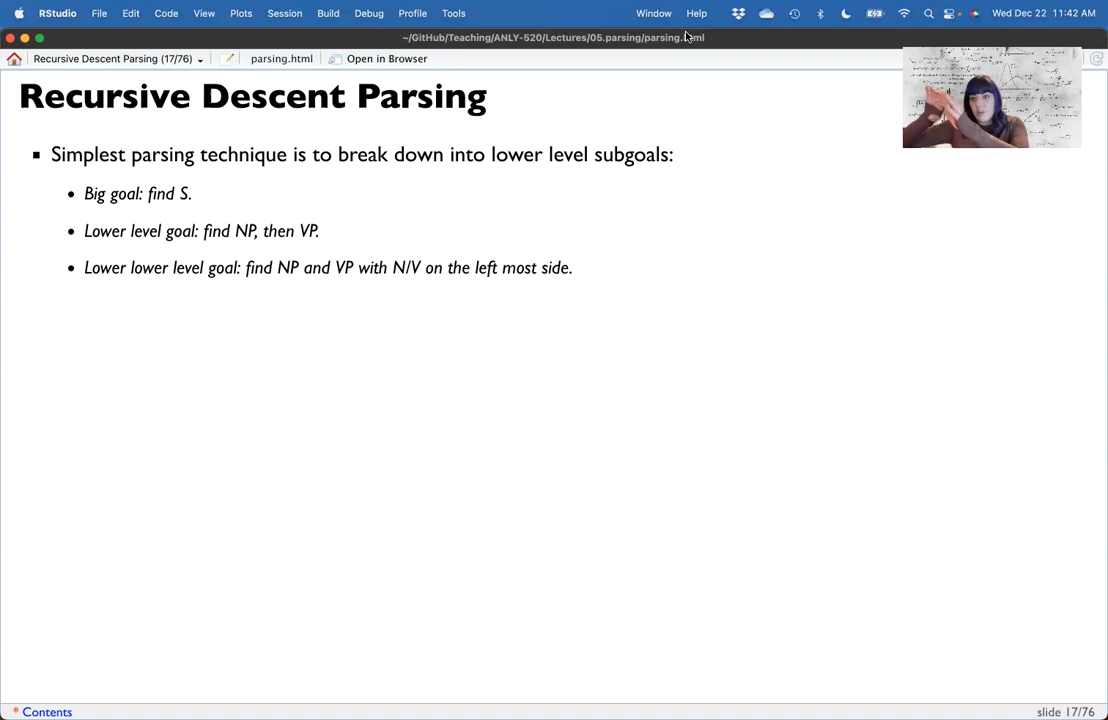 RStudio File Edit Code View Plots Session Build Debug Profile Tools Window Help Wed Dec 22 11:42 AM
~/GitHub/Teaching/ANLY-520/Lectures/05.parsing/parsing.html
Recursive Descent Parsing (17/76) parsing.html Open in Browser
Recursive Descent Parsing
Simplest parsing technique is to break down into lower level subgoals:
Big goal: find S.
Lower level goal: find NP, then VP.
Lower lower level goal: find NP and VP with N/V on the left most side.
* Contents slide 17/76